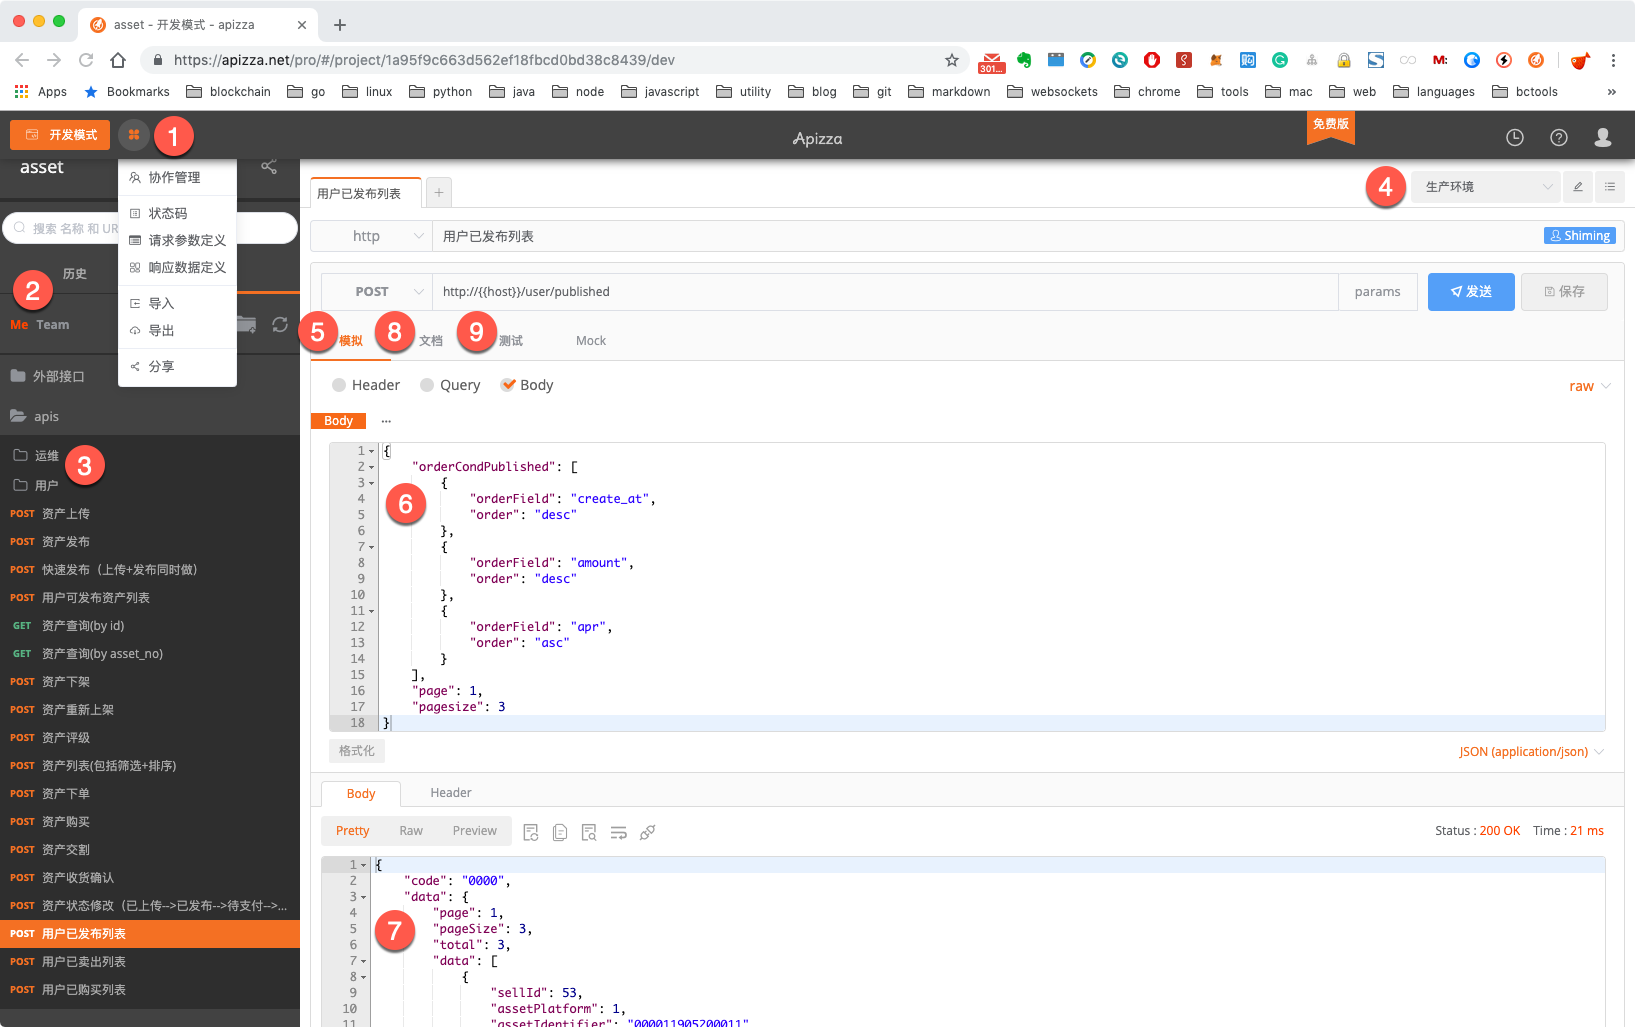 asset - 开发模式 - apizza
https://apizza.net/pro/#/project/1a95f9c663d562ef18fbcd0bd38c8439/dev
301...
Apps Bookmarks blockchain go linux python java node javascript utility blog git markdown websockets chrome tools mac web languages bctools »
开发模式
1
Apizza
免费版
asset
协作管理
状态码
请求参数定义
响应数据定义
导入
导出
分享
搜索 名称 和 UR
历史
2
Me Team
外部接口
apis
运维
3
用户
POST 资产上传
POST 资产发布
POST 快速发布（上传+发布同时做）
POST 用户可发布资产列表
GET 资产查询(by id)
GET 资产查询(by asset_no)
POST 资产下架
POST 资产重新上架
POST 资产评级
POST 资产列表(包括筛选+排序)
POST 资产下单
POST 资产购买
POST 资产交割
POST 资产收货确认
POST 资产状态修改（已上传-->已发布-->待支付-->...
POST 用户已发布列表
POST 用户已卖出列表
POST 用户已购买列表
用户已发布列表 +
4
生产环境
http 用户已发布列表 Shiming
POST http://{{host}}/user/published params 发送 保存
5 模拟 8 文档 9 测试 Mock
Header Query Body raw
Body ...
1 {
2 "orderCondPublished": [
3 {
4 "orderField": "create_at",
5 "order": "desc"
6 },
7 {
8 "orderField": "amount",
9 "order": "desc"
10 },
11 {
12 "orderField": "apr",
13 "order": "asc"
14 }
15 ],
16 "page": 1,
17 "pagesize": 3
18 }
6
格式化 JSON (application/json)
Body Header
Pretty Raw Preview Status : 200 OK Time : 21 ms
1 {
2 "code": "0000",
3 "data": {
4 "page": 1,
5 "pageSize": 3,
6 "total": 3,
7 "data": [
8 {
9 "sellId": 53,
10 "assetPlatform": 1,
11 "assetIdentifier": "000011905200011"
7